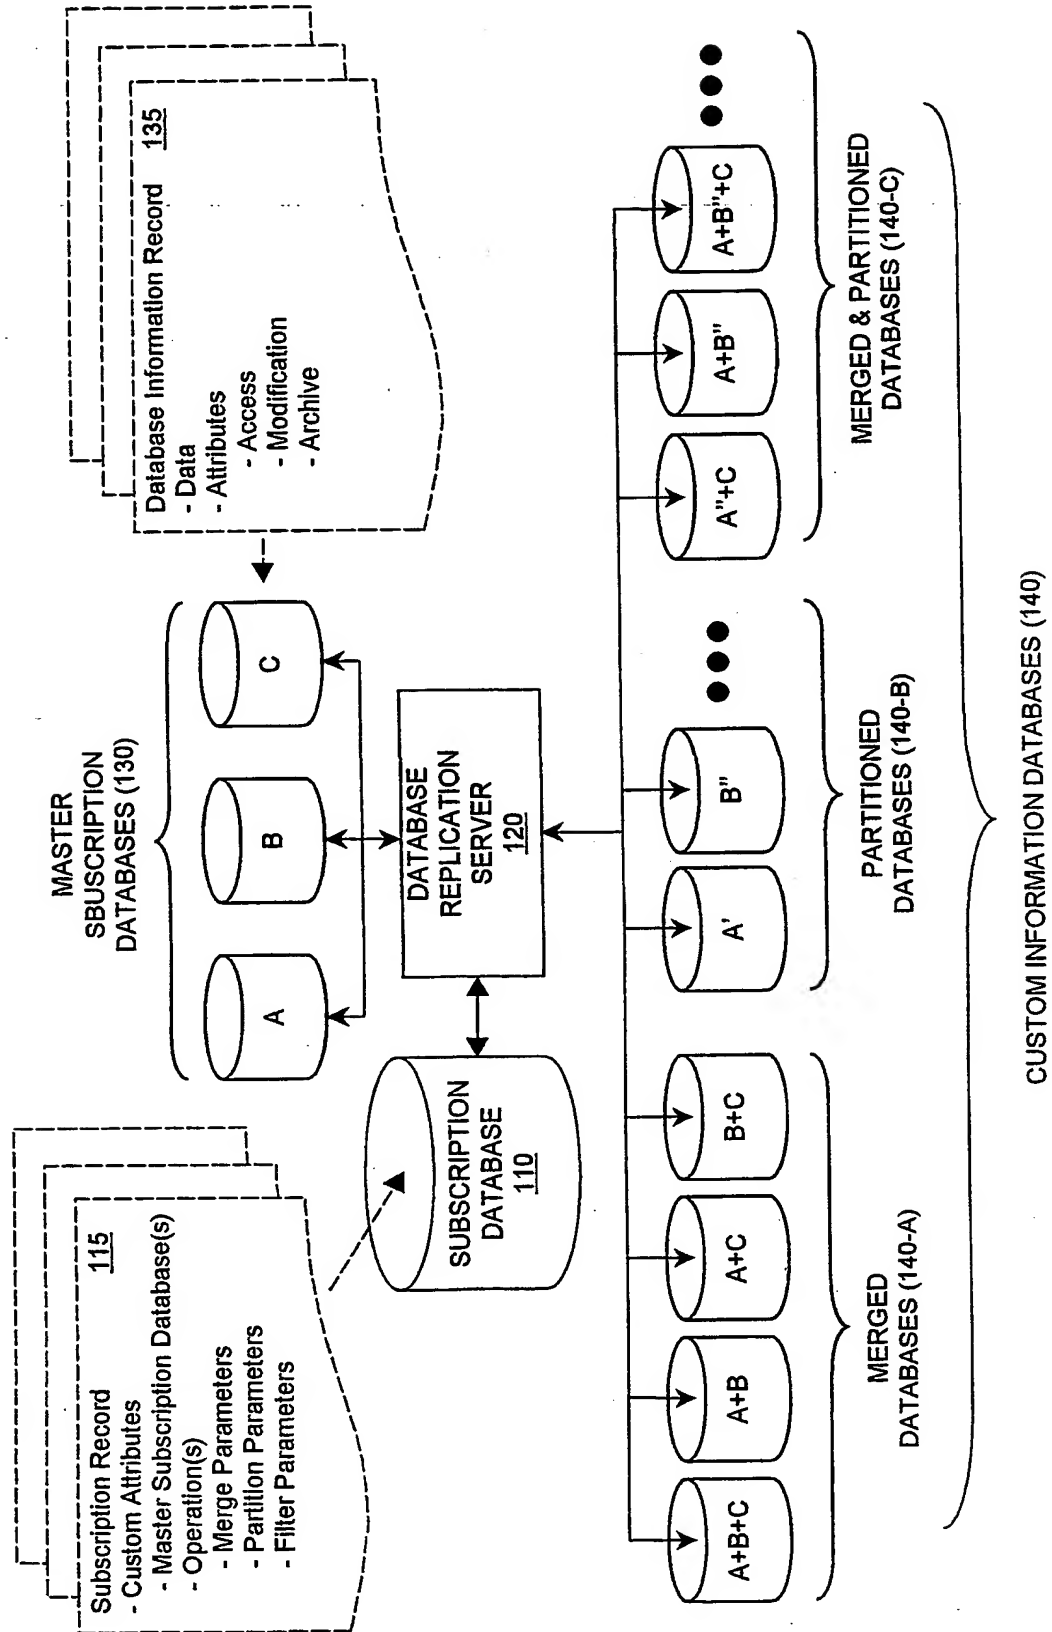 Subscription Record 115
- Custom Attributes
- Master Subscription Database(s)
- Operation(s)
- Merge Parameters
- Partition Parameters
- Filter Parameters
MASTER
SBUSCRIPTION
DATABASES (130)
A
B
C
Database Information Record 135
- Data
- Attributes
- Access
- Modification
- Archive
SUBSCRIPTION
DATABASE
110
DATABASE
REPLICATION
SERVER
120
A+B+C
A+B
A+C
B+C
A'
B"
A"+C
A+B"
A+B"+C
MERGED
DATABASES (140-A)
PARTITIONED
DATABASES (140-B)
MERGED & PARTITIONED
DATABASES (140-C)
CUSTOM INFORMATION DATABASES (140)